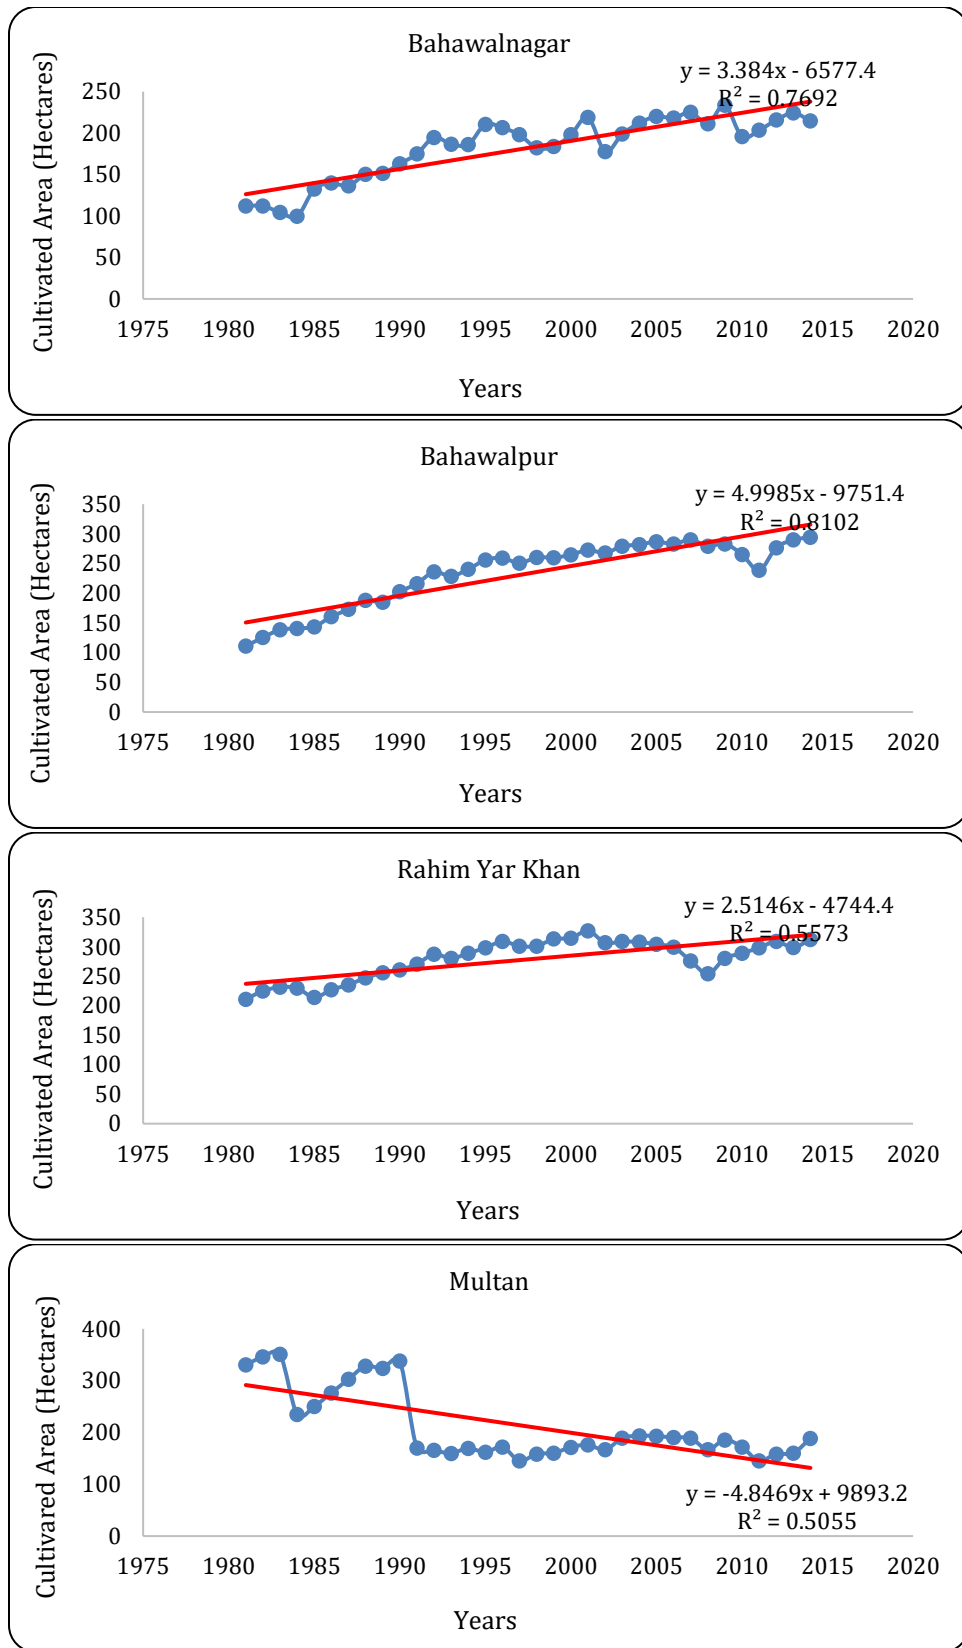 Bahawalnagar
y = 3.384x - 6577.4
R² = 0.7692
Cultivated Area (Hectares)
250
200
150
100
50
0
1975 1980 1985 1990 1995 2000 2005 2010 2015 2020
Years
Bahawalpur
y = 4.9985x - 9751.4
R² = 0.8102
Cultivated Area (Hectares)
350
300
250
200
150
100
50
0
1975 1980 1985 1990 1995 2000 2005 2010 2015 2020
Years
Rahim Yar Khan
y = 2.5146x - 4744.4
R² = 0.5573
Cultivated Area (Hectares)
350
300
250
200
150
100
50
0
1975 1980 1985 1990 1995 2000 2005 2010 2015 2020
Years
Multan
Cultivared Area (Hectares)
400
300
200
100
0
y = -4.8469x + 9893.2
R² = 0.5055
1975 1980 1985 1990 1995 2000 2005 2010 2015 2020
Years